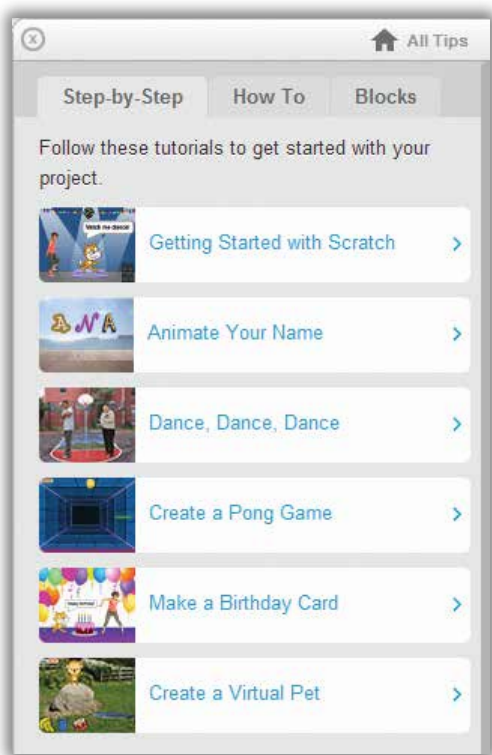 All Tips
Step-by-Step How To Blocks
Follow these tutorials to get started with your
project.
Watch me dance!
Getting Started with Scratch
ANA
Animate Your Name
Dance, Dance, Dance
Create a Pong Game
Make a Birthday Card
Create a Virtual Pet